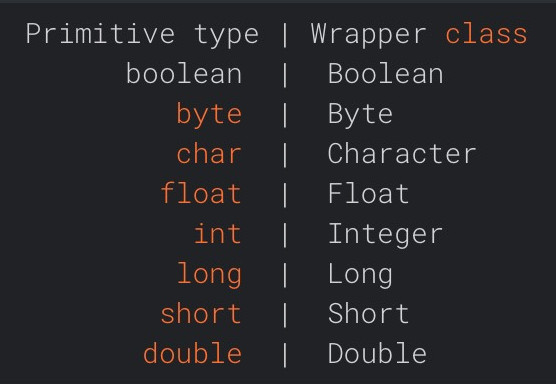 Primitive type | Wrapper class
boolean | Boolean
byte | Byte
char | Character
float | Float
int | Integer
long | Long
short | Short
double | Double